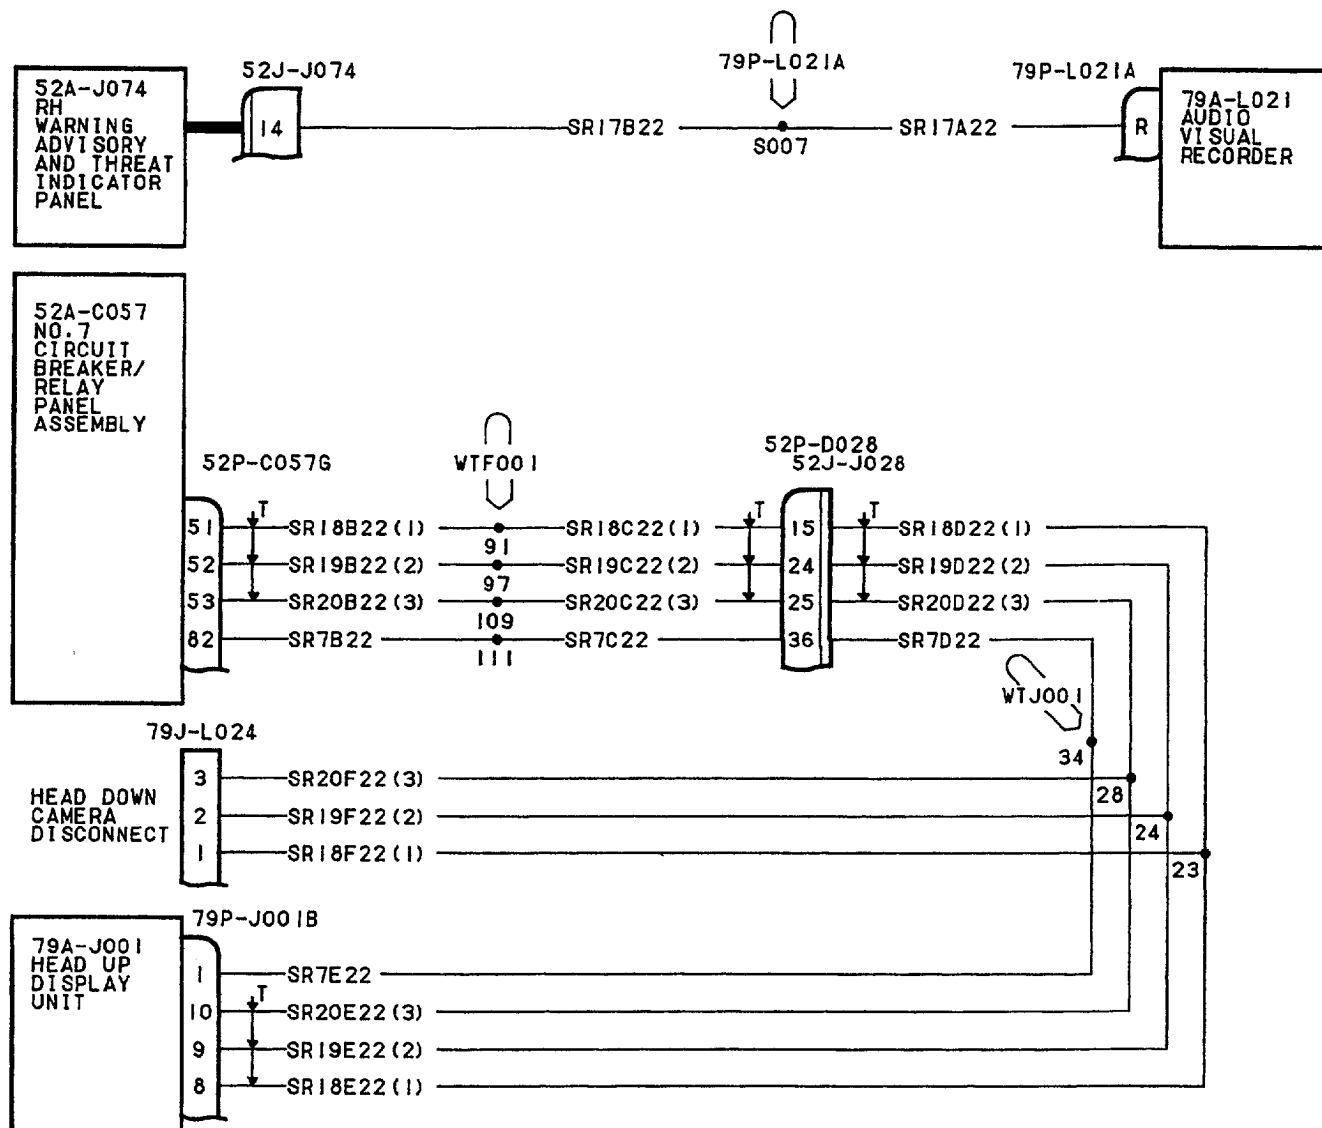 79P-L021A
52J-J074
79P-L021A
52A-J074
RH
WARNING
ADVISORY
AND THREAT
INDICATOR
PANEL
14
SR17B22
S007
SR17A22
R
79A-L021
AUDIO
VISUAL
RECORDER
52A-C057
NO.7
CIRCUIT
BREAKER/
RELAY
PANEL
ASSEMBLY
52P-C057G
WTF001
52P-D028
52J-J028
T
T
T
51
SR18B22(1)
91
SR18C22(1)
15
SR18D22(1)
52
SR19B22(2)
97
SR19C22(2)
24
SR19D22(2)
53
SR20B22(3)
109
SR20C22(3)
25
SR20D22(3)
82
SR7B22
111
SR7C22
36
SR7D22
WTJ001
34
79J-L024
HEAD DOWN
CAMERA
DISCONNECT
3
SR20F22(3)
28
2
SR19F22(2)
24
1
SR18F22(1)
23
79P-J001B
79A-J001
HEAD UP
DISPLAY
UNIT
1
SR7E22
T
10
SR20E22(3)
9
SR19E22(2)
8
SR18E22(1)